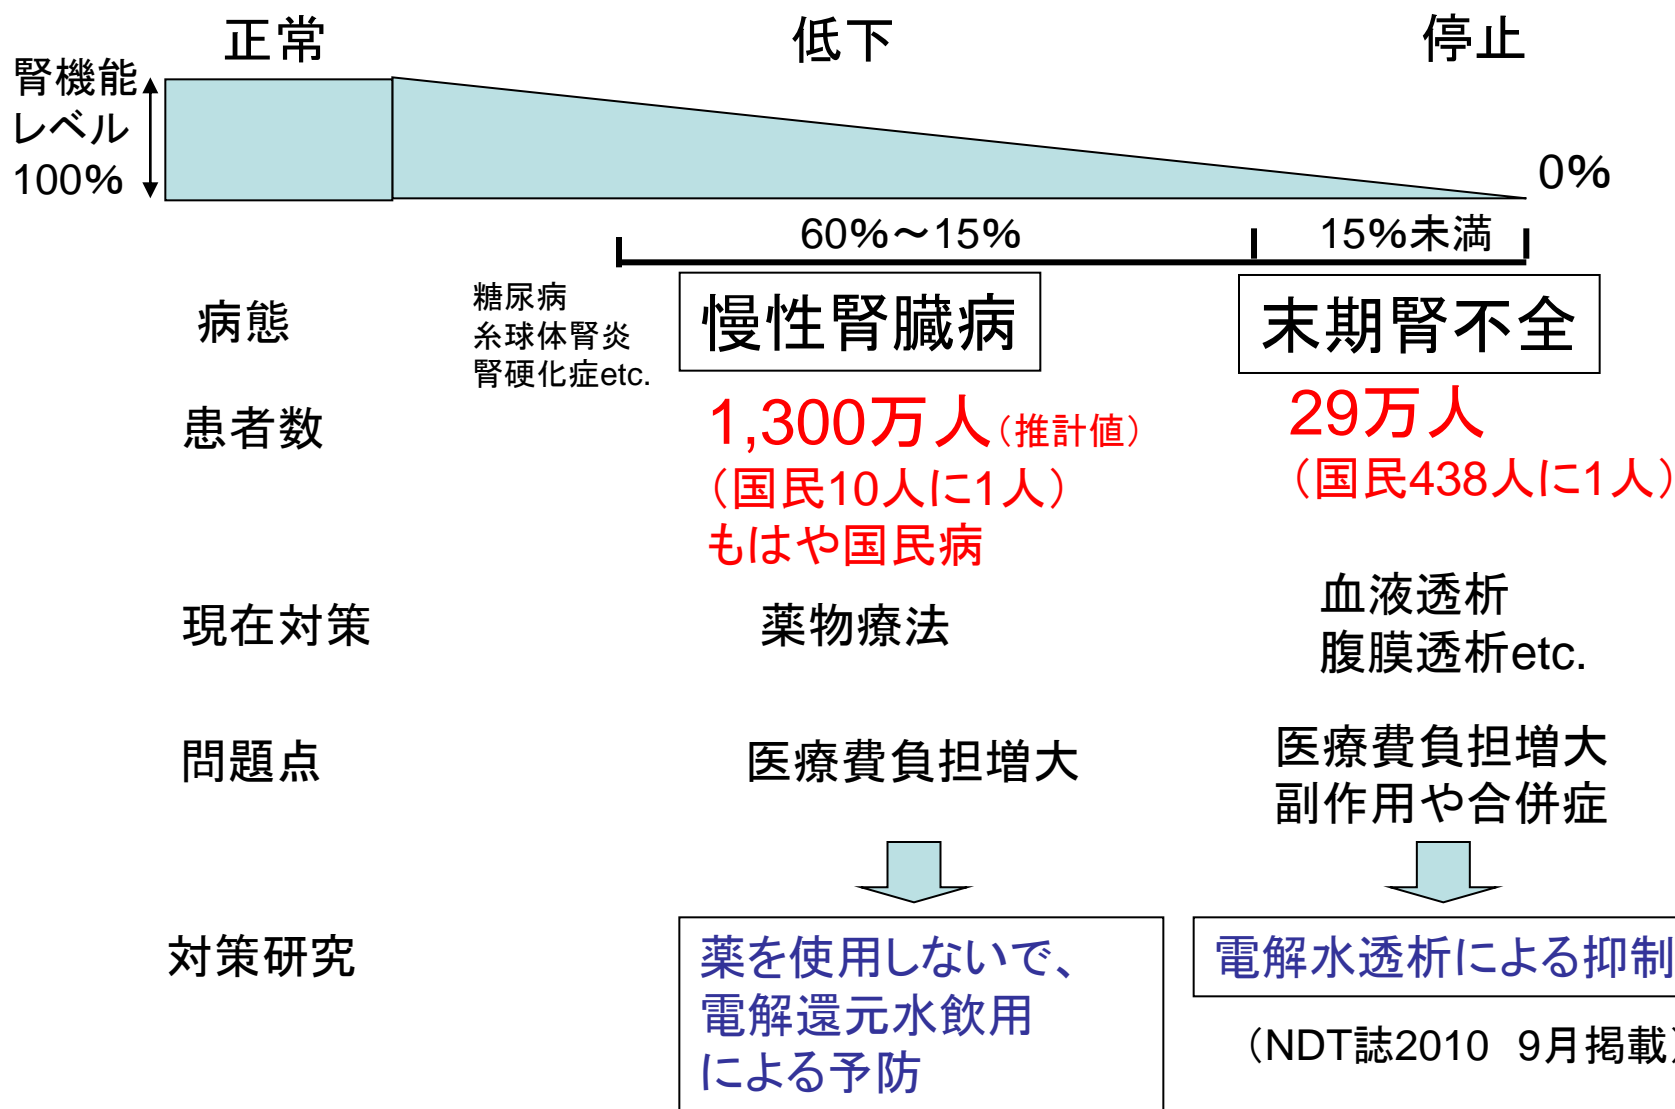 正常 低下 停止
腎機能
レベル
100%
0%
60%～15% 15%未満
病態
糖尿病
糸球体腎炎
腎硬化症etc.
慢性腎臓病
末期腎不全
患者数
1,300万人（推計値）
（国民10人に1人）
もはや国民病
29万人
（国民438人に1人）
現在対策
薬物療法
血液透析
腹膜透析etc.
問題点
医療費負担増大
医療費負担増大
副作用や合併症
対策研究
薬を使用しないで、
電解還元水飲用
による予防
電解水透析による抑制
（NDT誌2010 9月掲載）